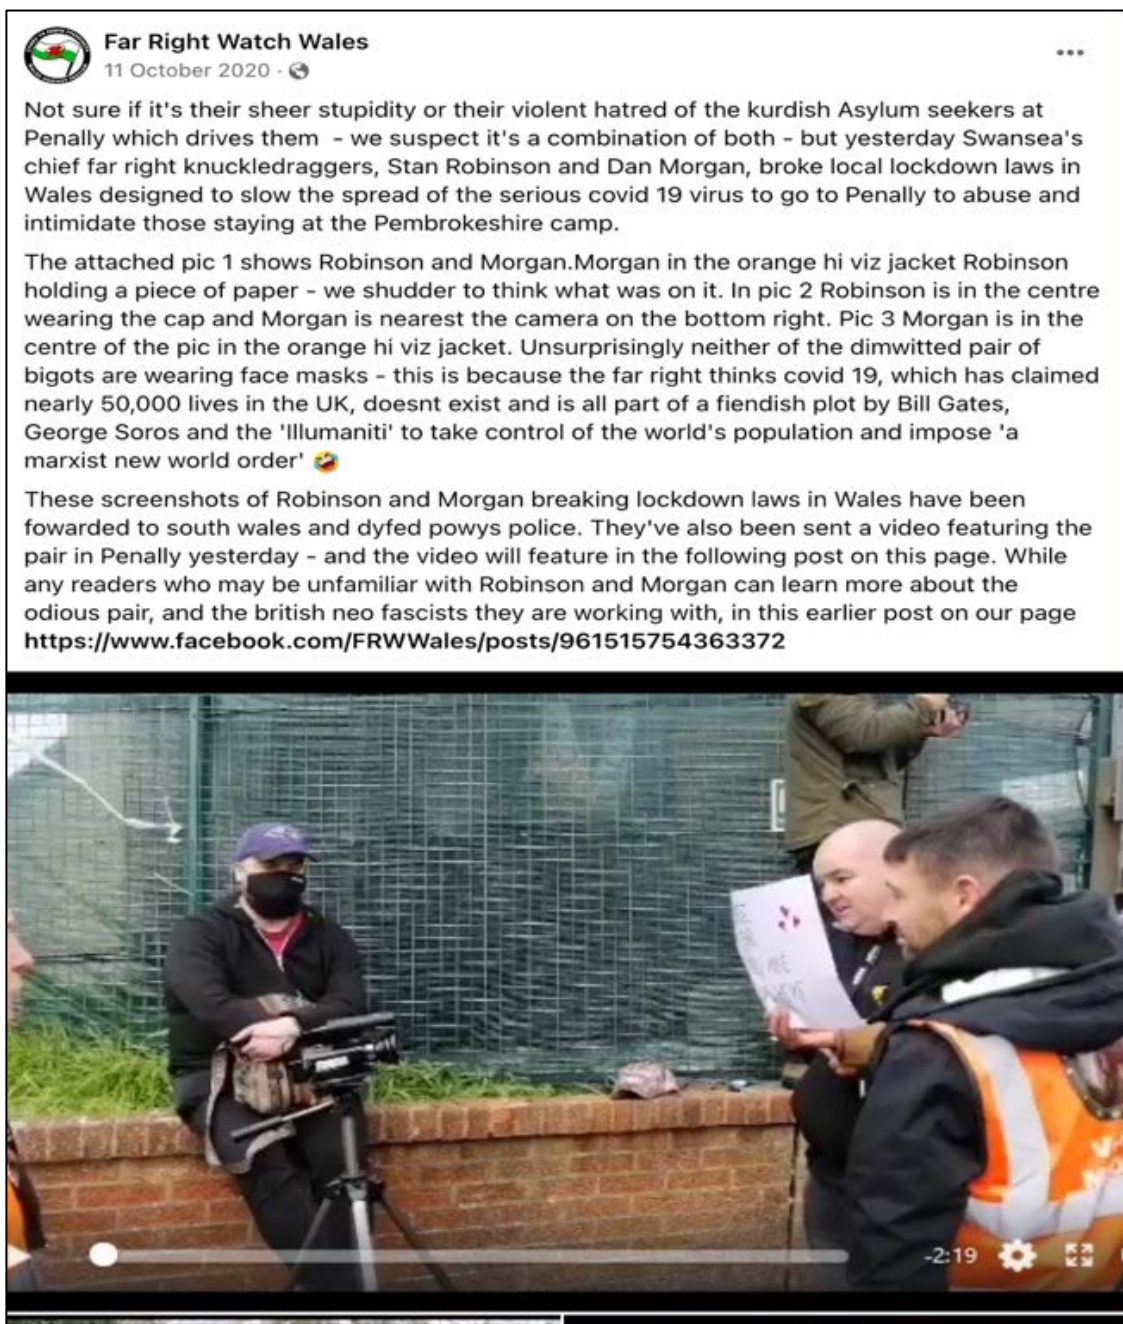 Far Right Watch Wales
11 October 2020 ·
Not sure if it's their sheer stupidity or their violent hatred of the kurdish Asylum seekers at
Penally which drives them - we suspect it's a combination of both - but yesterday Swansea's
chief far right knuckledraggers, Stan Robinson and Dan Morgan, broke local lockdown laws in
Wales designed to slow the spread of the serious covid 19 virus to go to Penally to abuse and
intimidate those staying at the Pembrokeshire camp.
The attached pic 1 shows Robinson and Morgan.Morgan in the orange hi viz jacket Robinson
holding a piece of paper - we shudder to think what was on it. In pic 2 Robinson is in the centre
wearing the cap and Morgan is nearest the camera on the bottom right. Pic 3 Morgan is in the
centre of the pic in the orange hi viz jacket. Unsurprisingly neither of the dimwitted pair of
bigots are wearing face masks - this is because the far right thinks covid 19, which has claimed
nearly 50,000 lives in the UK, doesnt exist and is all part of a fiendish plot by Bill Gates,
George Soros and the 'Illumaniti' to take control of the world's population and impose 'a
marxist new world order' 🤣
These screenshots of Robinson and Morgan breaking lockdown laws in Wales have been
fowarded to south wales and dyfed powys police. They've also been sent a video featuring the
pair in Penally yesterday - and the video will feature in the following post on this page. While
any readers who may be unfamiliar with Robinson and Morgan can learn more about the
odious pair, and the british neo fascists they are working with, in this earlier post on our page
https://www.facebook.com/FRWWales/posts/961515754363372
-2:19